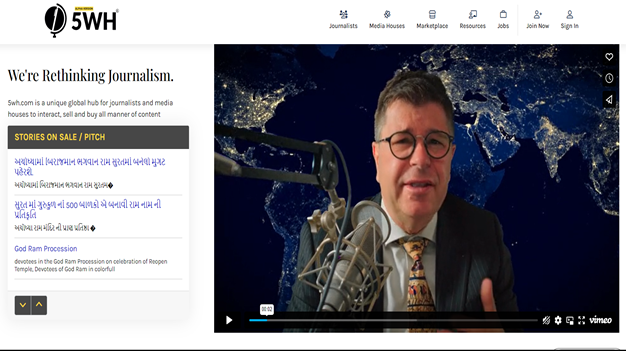 5WH
Journalists
Media Houses
Marketplace
Resources
Jobs
Join Now
Sign In
We're Rethinking Journalism.
5wh.com is a unique global hub for journalists and media
houses to interact, sell and buy all manner of content
STORIES ON SALE / PITCH
અયોધ્યામાં બિરાજમાન ભગવાન રામ સુરતમાં બનેલો મુગટ
પહેરશે.
અયોધ્યામાં બિરાજમાન ભગવાન રામ સુરતમ�
સુરત માં ગુરુકુળ નાં 500 બાળકો એ બનાવી રામ નામ ની
પ્રતિકૃતિ
અયોધ્યા રામ મંદિર ની પ્રાણ પ્રતિષ્ઠા �
God Ram Procession
devotees in the God Ram Procession on celebration of Reopen
Temple, Devotees of God Ram in colorfull
00:02
vimeo